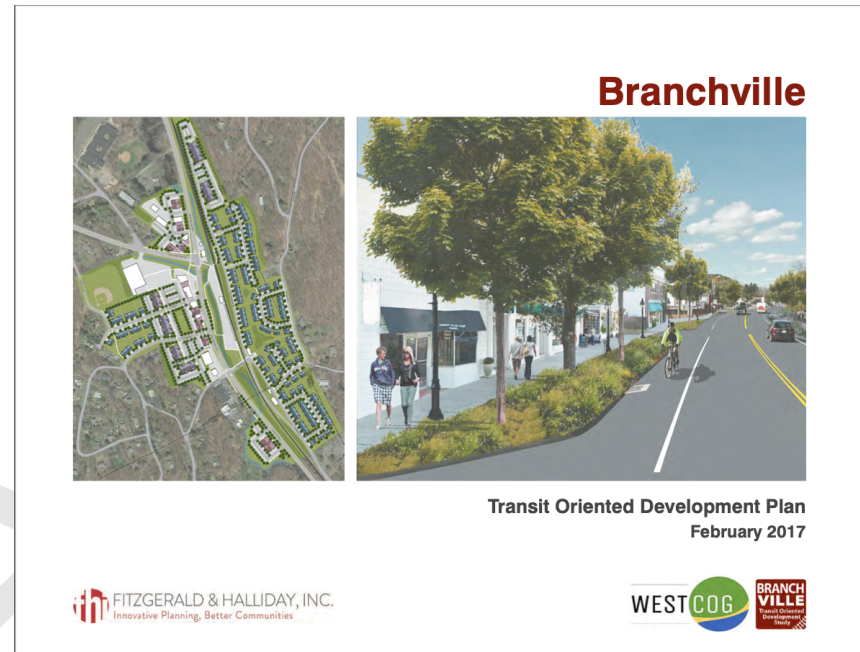 Branchville
Transit Oriented Development Plan
February 2017
fhi FITZGERALD & HALLIDAY, INC.
Innovative Planning, Better Communities
WESTCOG
BRANCH
VILLE
Transit Oriented
Development
Study